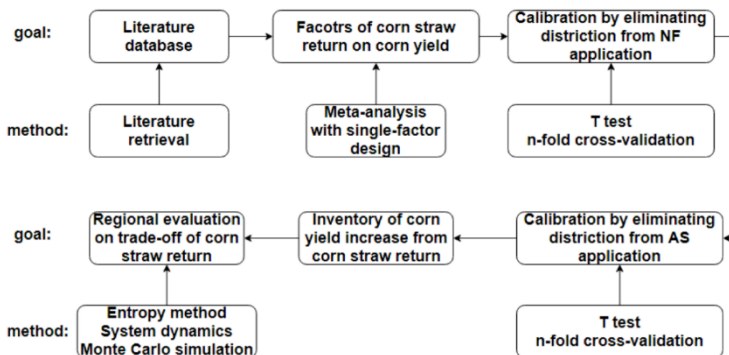 goal:
Literature
database
Facotrs of corn straw
return on corn yield
Calibration by eliminating
distriction from NF
application
method:
Literature
retrieval
Meta-analysis
with single-factor
design
T test
n-fold cross-validation
goal:
Regional evaluation
on trade-off of corn
straw return
Inventory of corn
yield increase from
corn straw return
Calibration by eliminating
distriction from AS
application
method:
Entropy method
System dynamics
Monte Carlo simulation
T test
n-fold cross-validation